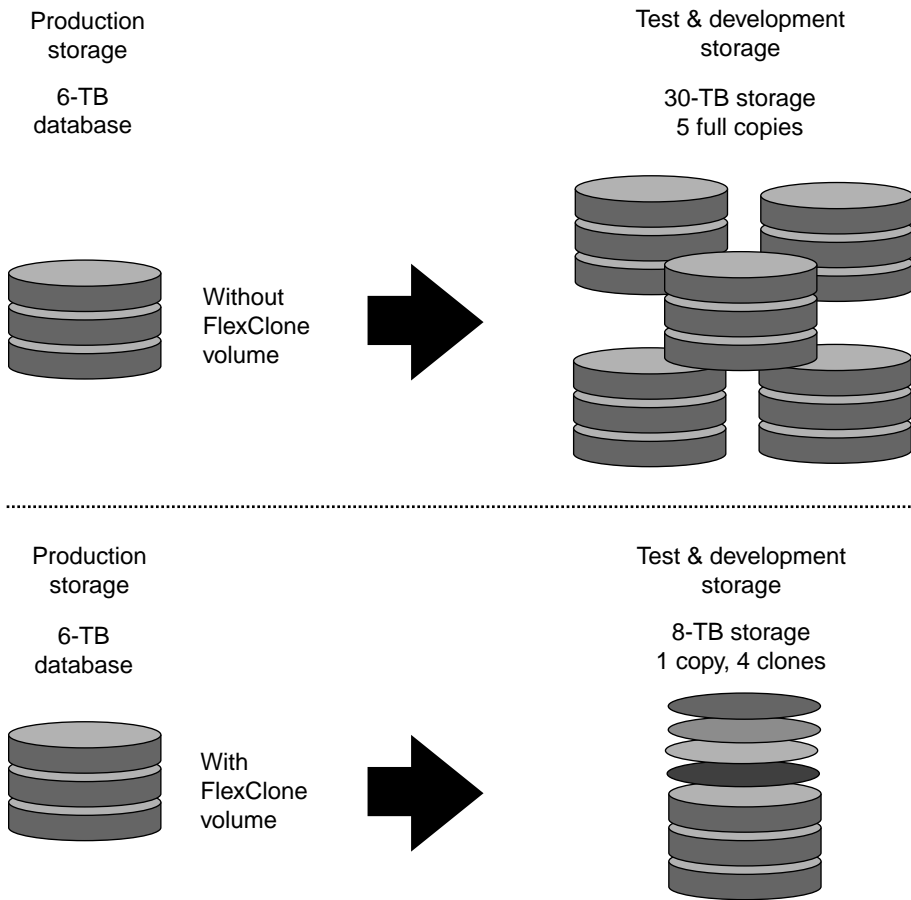 Production
storage
6-TB
database
Without
FlexClone
volume
Test & development
storage
30-TB storage
5 full copies
Production
storage
6-TB
database
With
FlexClone
volume
Test & development
storage
8-TB storage
1 copy, 4 clones